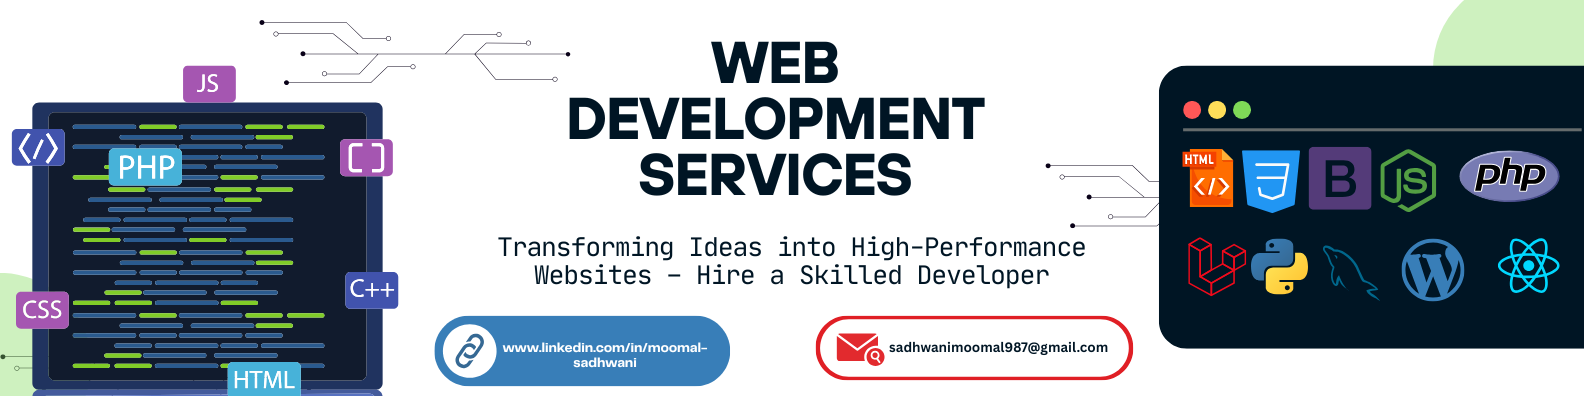 WEB
DEVELOPMENT
SERVICES
Transforming Ideas into High-Performance
Websites – Hire a Skilled Developer
www.linkedin.com/in/moomal-
sadhwani
sadhwanimoomal987@gmail.com
JS
</>
PHP
[]
CSS
C++
HTML
HTML
</>
3
B
JS
php
W